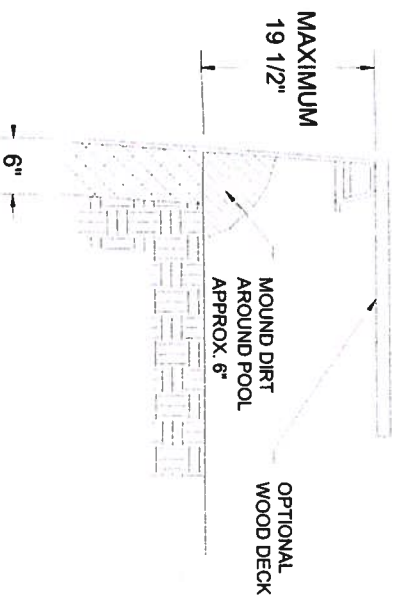 MAXIMUM
19 1/2"
6"
MOUND DIRT
AROUND POOL
APPROX. 6"
OPTIONAL
WOOD DECK